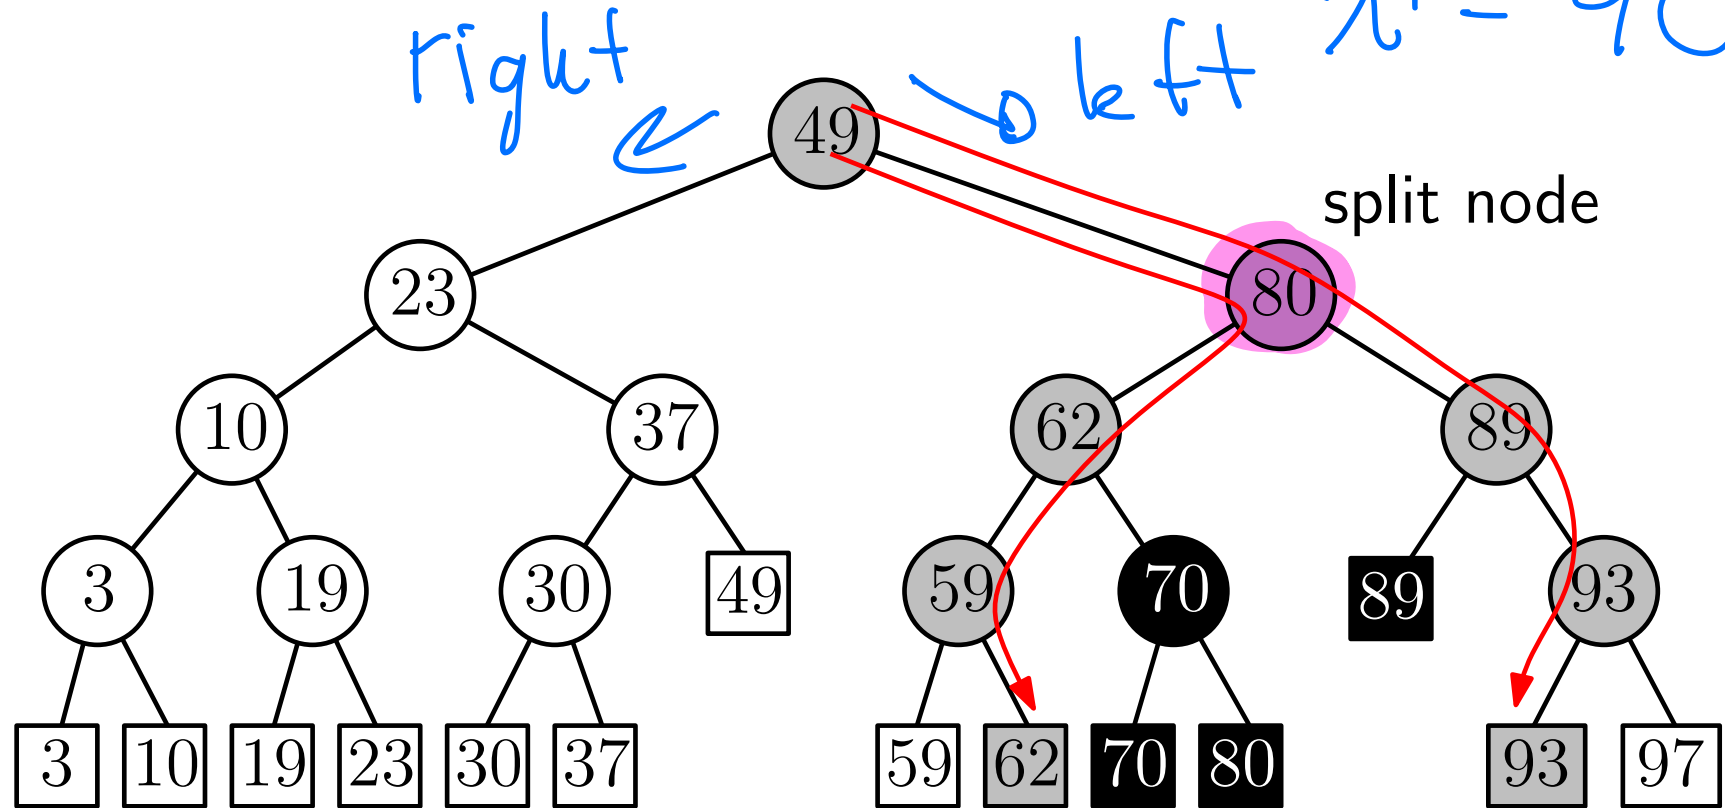 right left
49
split node
23 80
10 37 62 89
3 19 30 49 59 70 89 93
3 10 19 23 30 37 59 62 70 80 93 97